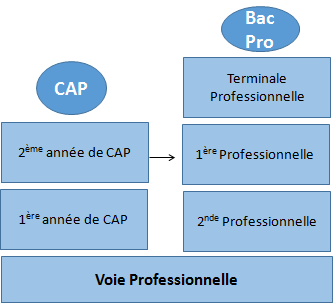 Bac
Pro
CAP
Terminale
Professionnelle
2ème année de CAP
1ère Professionnelle
1ère année de CAP
2nde Professionnelle
Voie Professionnelle